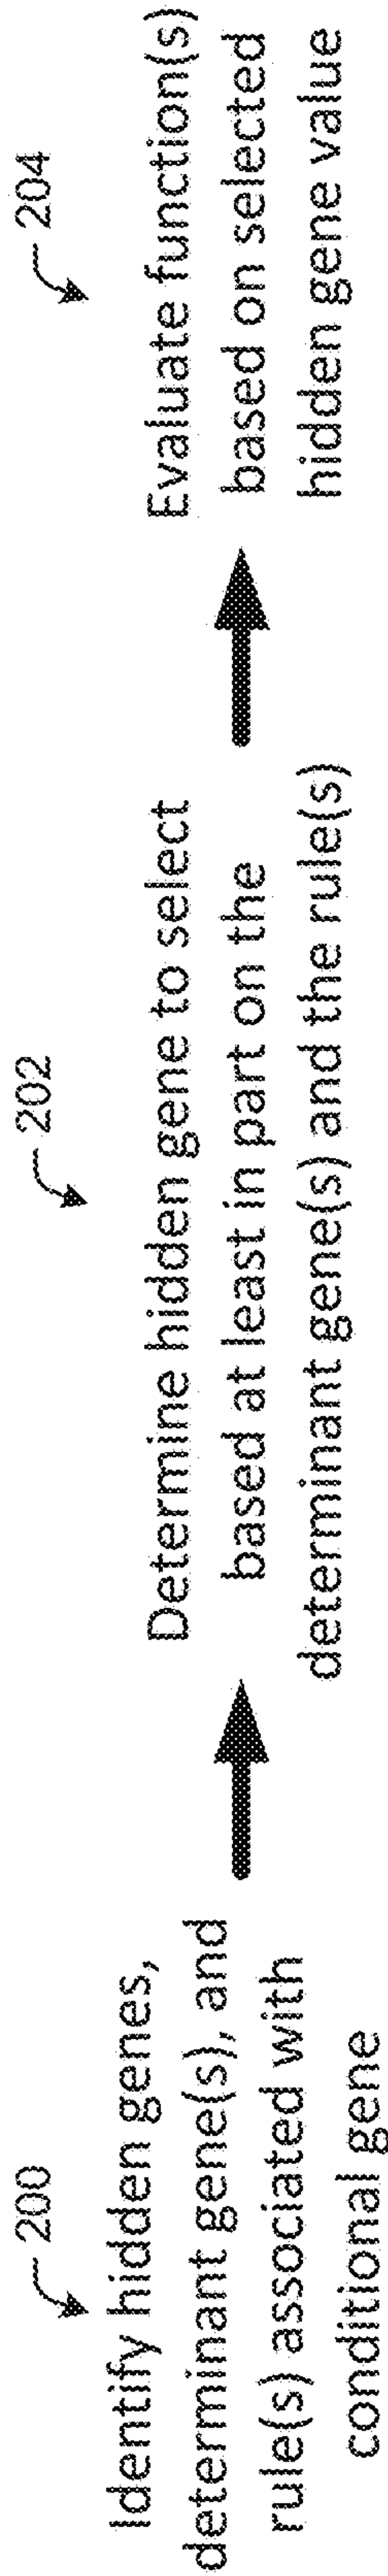 200
Identify hidden genes,
determinant gene(s), and
rule(s) associated with
conditional gene
202
Determine hidden gene to select
based at least in part on the
determinant gene(s) and the rule(s)
204
Evaluate function(s)
based on selected
hidden gene value